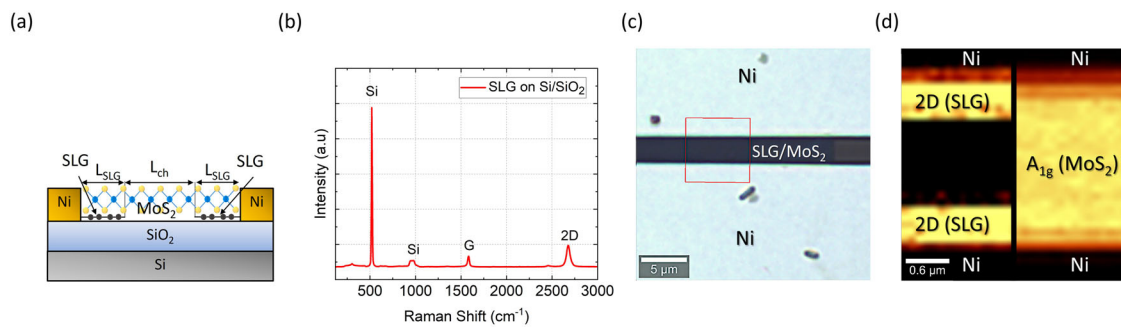 (a)
(b)
(c)
(d)
SLG
L_SLG
L_ch
L_SLG
SLG
Ni
MoS₂
Ni
SiO₂
Si
Intensity (a.u)
SLG on Si/SiO₂
Si
Si
G
2D
500
1000
1500
2000
2500
3000
Raman Shift (cm⁻¹)
Ni
SLG/MoS₂
Ni
5 µm
Ni
Ni
2D (SLG)
A₁g (MoS₂)
2D (SLG)
0.6 µm
Ni
Ni